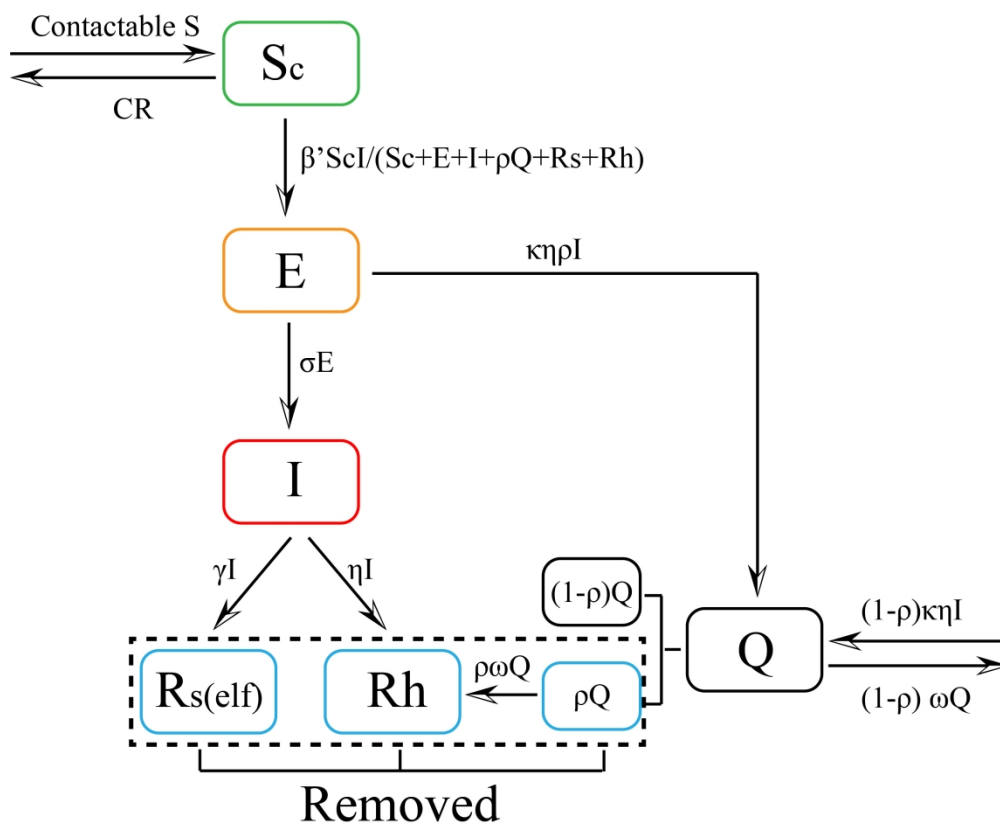 Contactable S
Sc
CR
β’ScI/(Sc+E+I+ρQ+Rs+Rh)
E
κηρI
σE
I
γI
ηI
(1-ρ)Q
(1-ρ)κηI
Q
Rs(elf)
Rh
ρωQ
ρQ
(1-ρ) ωQ
Removed